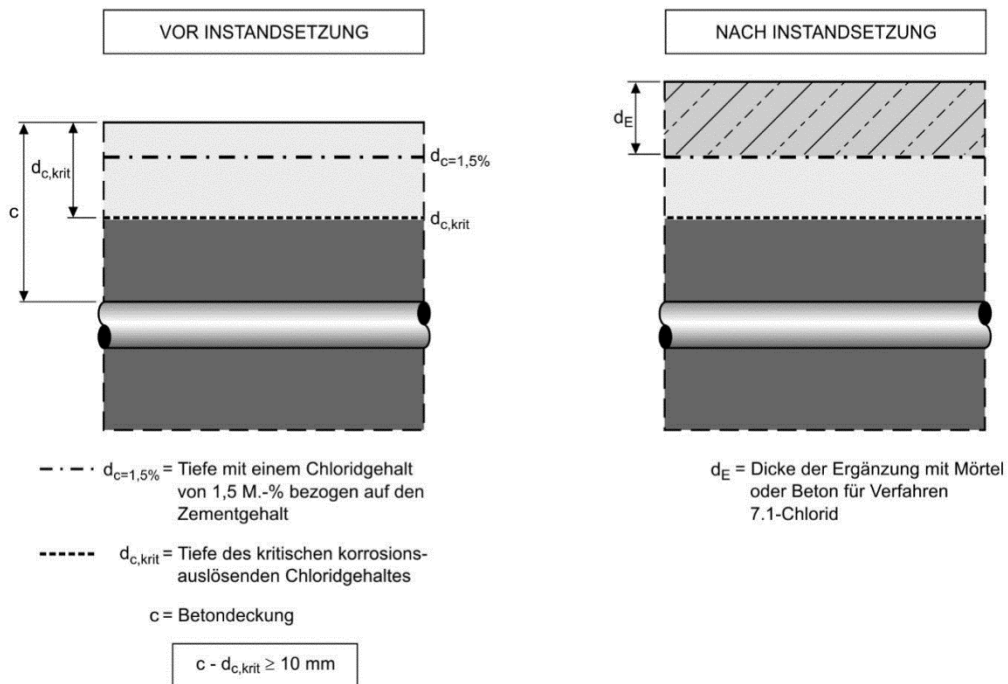 VOR INSTANDSETZUNG
d_c,krit
c
d_c=1,5%
d_c,krit
d_c=1,5% = Tiefe mit einem Chloridgehalt
von 1,5 M.-% bezogen auf den
Zementgehalt
d_c,krit = Tiefe des kritischen korrosions-
auslösenden Chloridgehaltes
c = Betondeckung
c - d_c,krit ≥ 10 mm
NACH INSTANDSETZUNG
d_E
d_E = Dicke der Ergänzung mit Mörtel
oder Beton für Verfahren
7.1-Chlorid